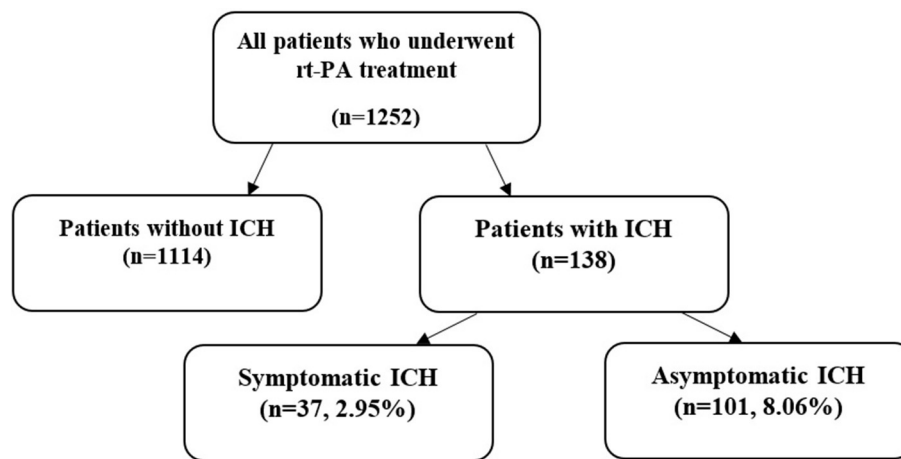 All patients who underwent
rt-PA treatment
(n=1252)
Patients without ICH
(n=1114)
Patients with ICH
(n=138)
Symptomatic ICH
(n=37, 2.95%)
Asymptomatic ICH
(n=101, 8.06%)